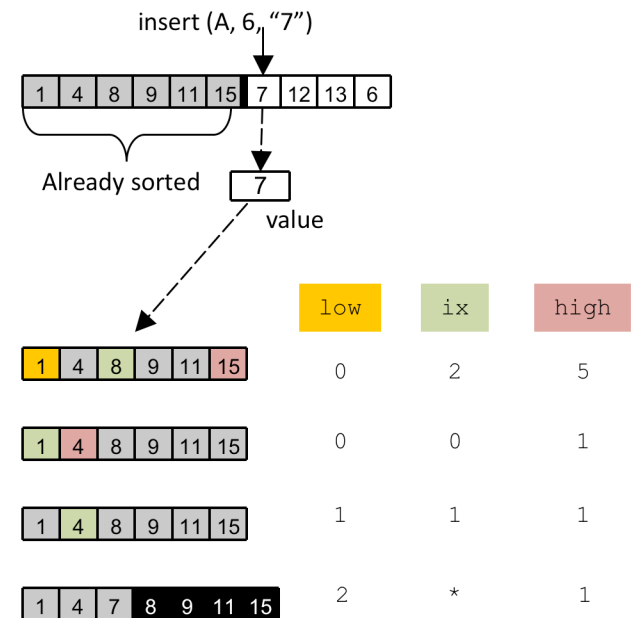 insert (A, 6, “7”)
1 4 8 9 11 15 7 12 13 6
Already sorted
7
value
low ix high
1 4 8 9 11 15 0 2 5
1 4 8 9 11 15 0 0 1
1 4 8 9 11 15 1 1 1
1 4 7 8 9 11 15 2 * 1